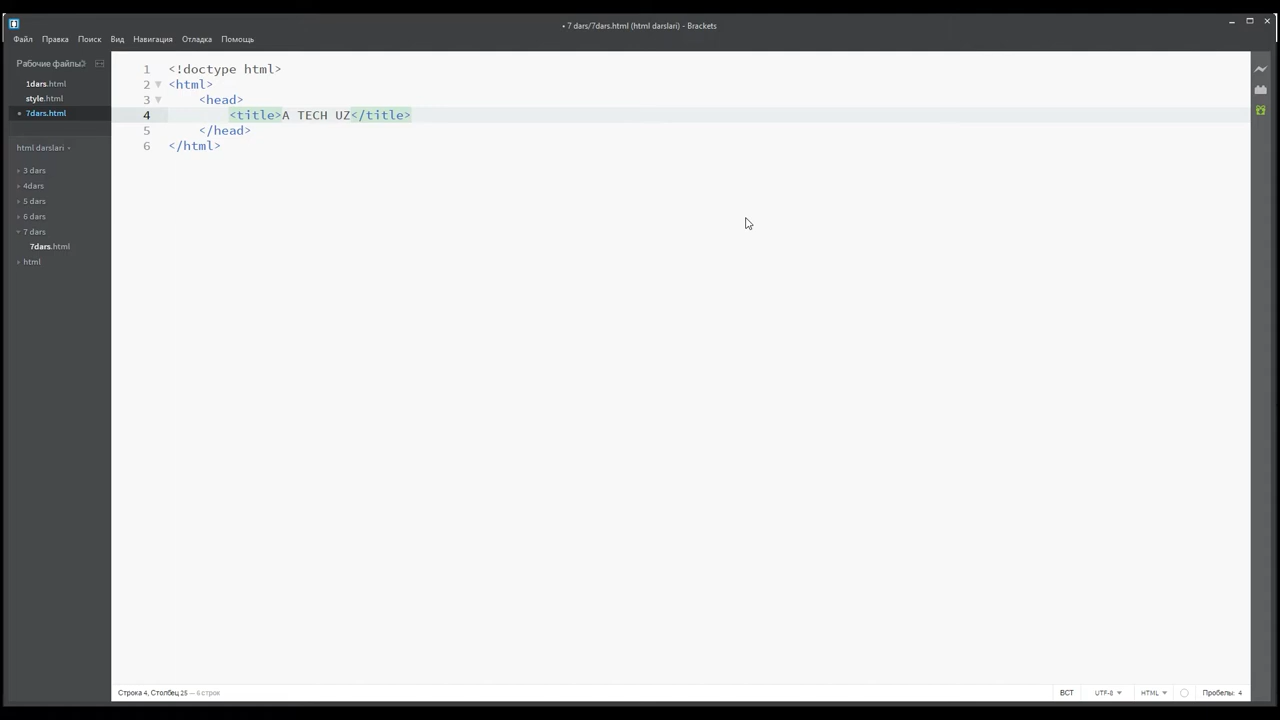 • 7 dars/7dars.html (html darslari) - Brackets
Файл Правка Поиск Вид Навигация Отладка Помощь
Рабочие файлы
1dars.html
style.html
7dars.html
html darslari
3 dars
4dars
5 dars
6 dars
7 dars
7dars.html
html
1 <!doctype html>
2 <html>
3 <head>
4 <title>A TECH UZ</title>
5 </head>
6 </html>
Строка 4, Столбец 25 — 6 строк
ВСТ UTF-8 HTML Пробелы: 4